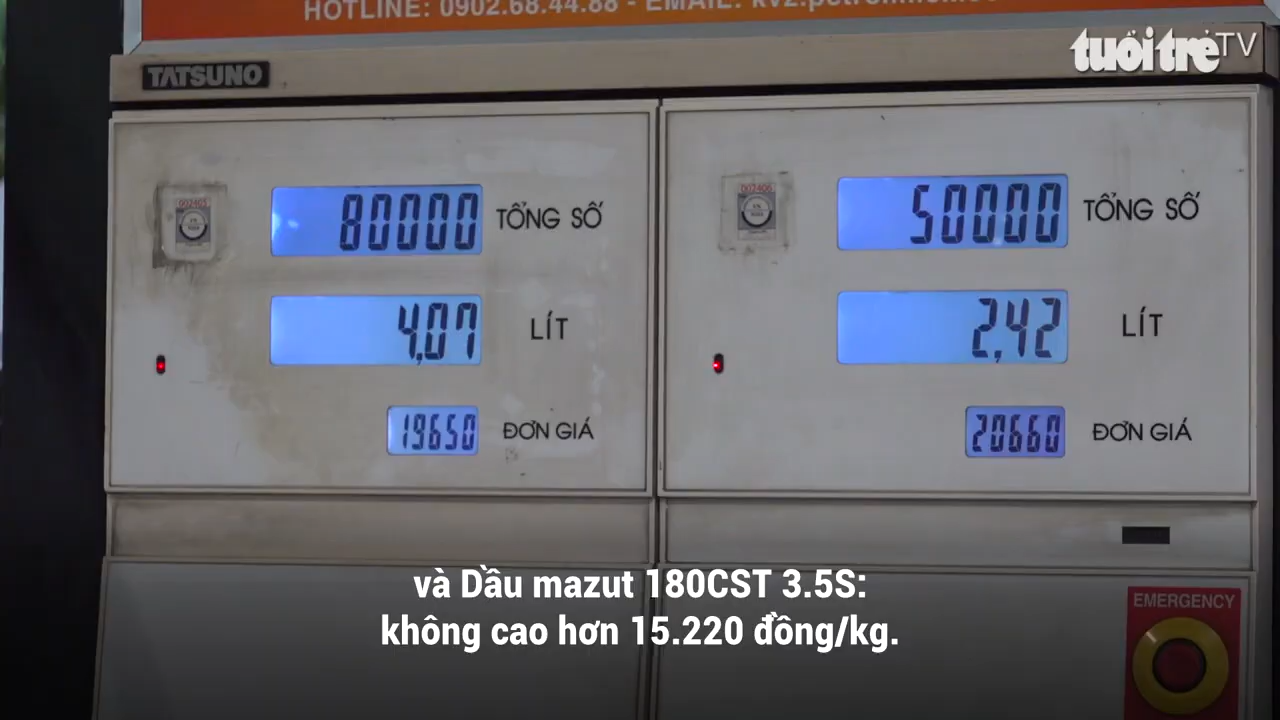 HOTLINE: 0902.68.44.88 - EMAIL:
tuổi trẻ TV
TATSUNO
002405
80000 TỔNG SỐ
4,07 LÍT
19650 ĐƠN GIÁ
002406
50000 TỔNG SỐ
2,42 LÍT
20660 ĐƠN GIÁ
và Dầu mazut 180CST 3.5S:
không cao hơn 15.220 đồng/kg.
EMERGENCY